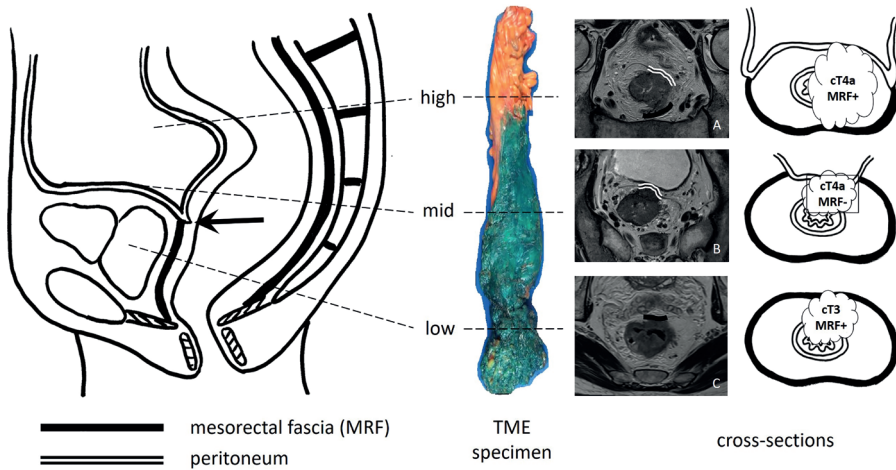 high
mid
low
A
B
C
cT4a
MRF+
cT4a
MRF-
cT3
MRF+
mesorectal fascia (MRF)
peritoneum
TME
specimen
cross-sections